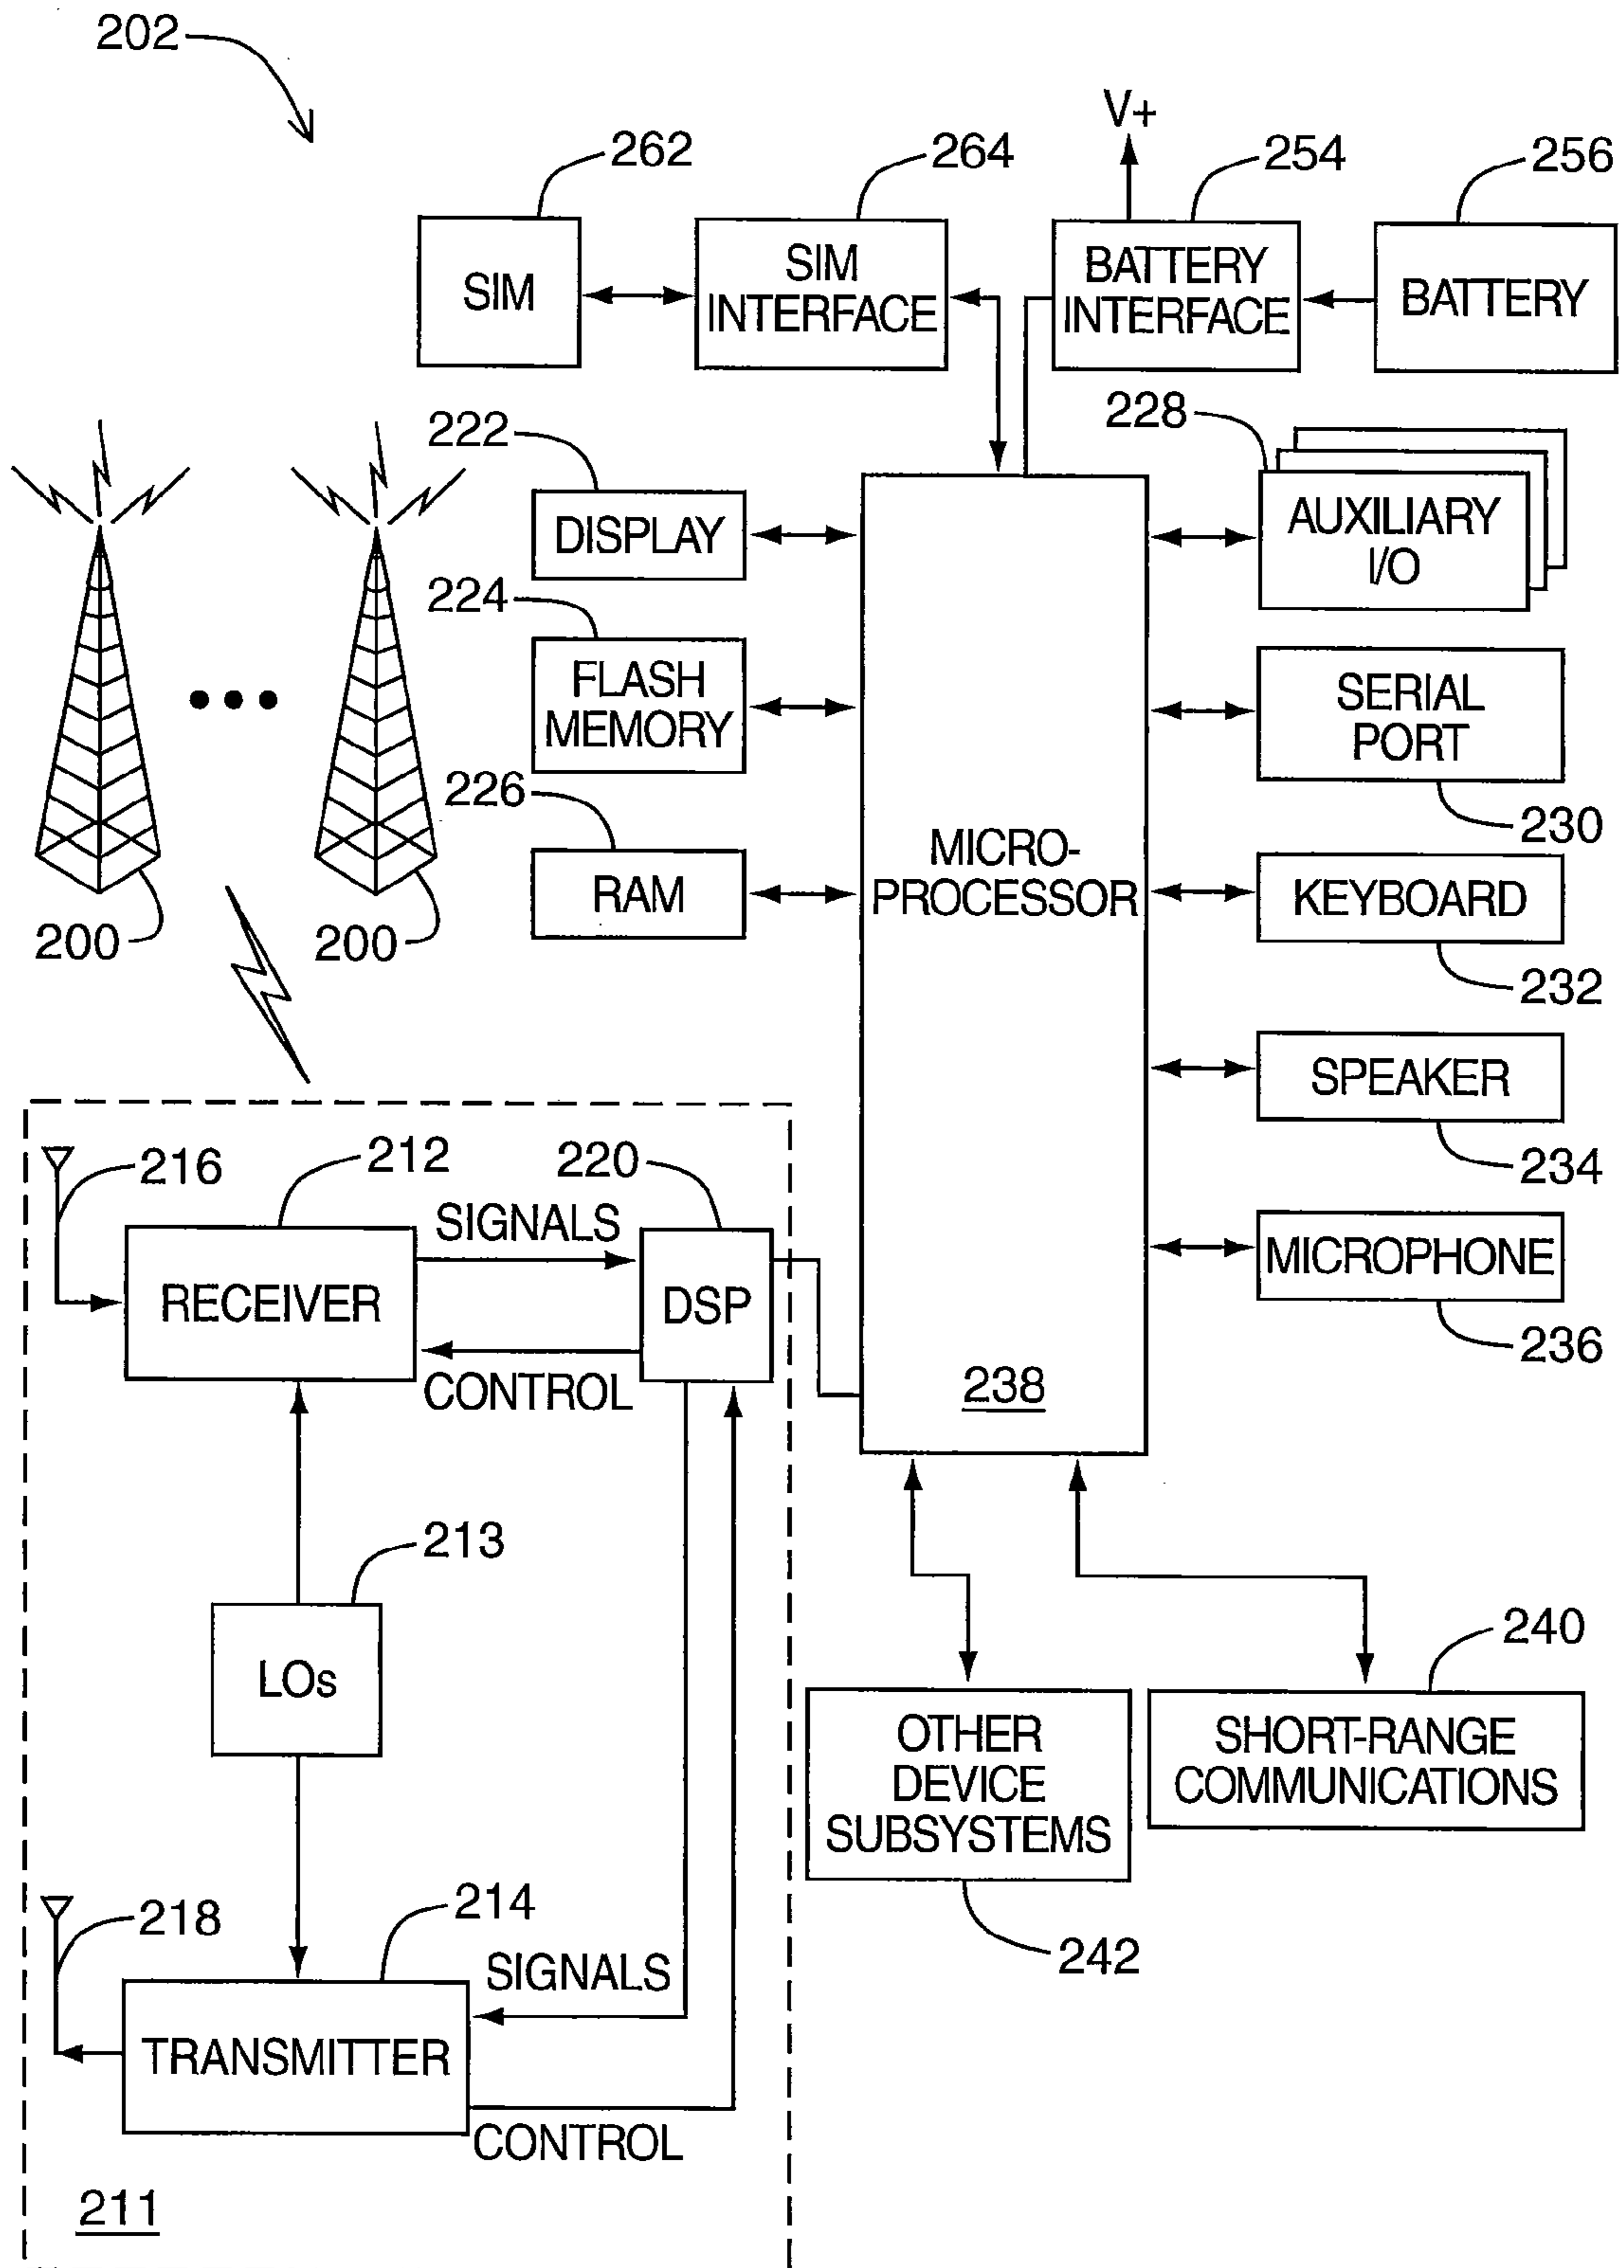 202
V+
262
264
254
256
SIM
SIM
INTERFACE
BATTERY
INTERFACE
BATTERY
222
228
DISPLAY
AUXILIARY
I/O
224
FLASH
MEMORY
SERIAL
PORT
226
230
RAM
MICRO-
PROCESSOR
KEYBOARD
200
200
232
SPEAKER
234
216
212
220
SIGNALS
RECEIVER
DSP
MICROPHONE
236
CONTROL
238
213
LOs
240
OTHER
DEVICE
SUBSYSTEMS
SHORT-RANGE
COMMUNICATIONS
218
214
242
SIGNALS
TRANSMITTER
CONTROL
211